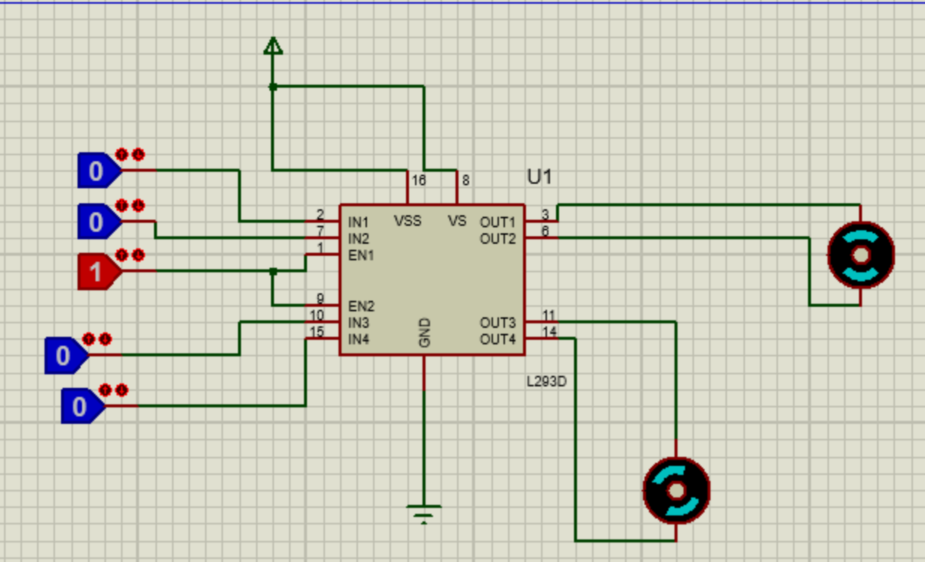 U1
0
0
1
0
0
16
8
VSS
VS
2
IN1
7
IN2
1
EN1
9
EN2
10
IN3
15
IN4
OUT1
3
OUT2
6
OUT3
11
OUT4
14
GND
L293D